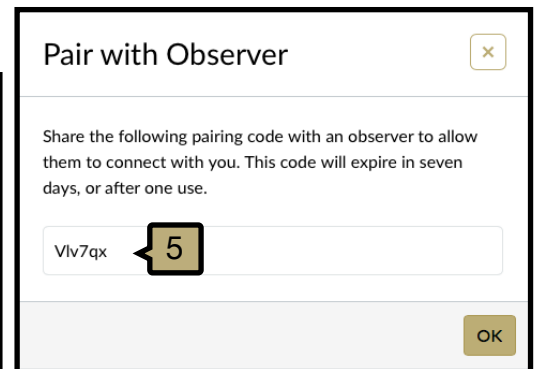 Pair with Observer
×
Share the following pairing code with an observer to allow
them to connect with you. This code will expire in seven
days, or after one use.
Vlv7qx
5
OK